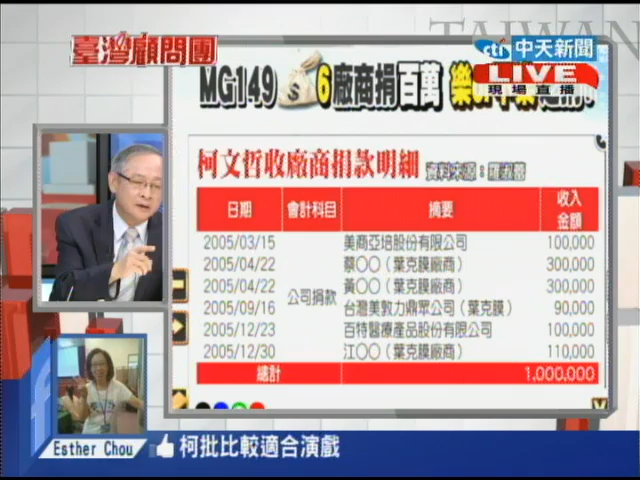 TAIWAN
臺灣顧問團
cti 中天新聞
LIVE
現場直播
MG149 $ 6廠商捐百萬
柯文哲收廠商捐款明細 資料來源:羅淑蕾
日期 會計科目 摘要 收入金額
2005/03/15 美商亞培股份有限公司 100,000
2005/04/22 蔡○○（葉克膜廠商） 300,000
2005/04/22 黃○○（葉克膜廠商） 300,000
公司捐款
2005/09/16 台灣美敦力鼎眾公司（葉克膜） 90,000
2005/12/23 百特醫療產品股份有限公司 100,000
2005/12/30 江○○（葉克膜廠商） 110,000
總計 1,000,000
Esther Chou 柯批比較適合演戲